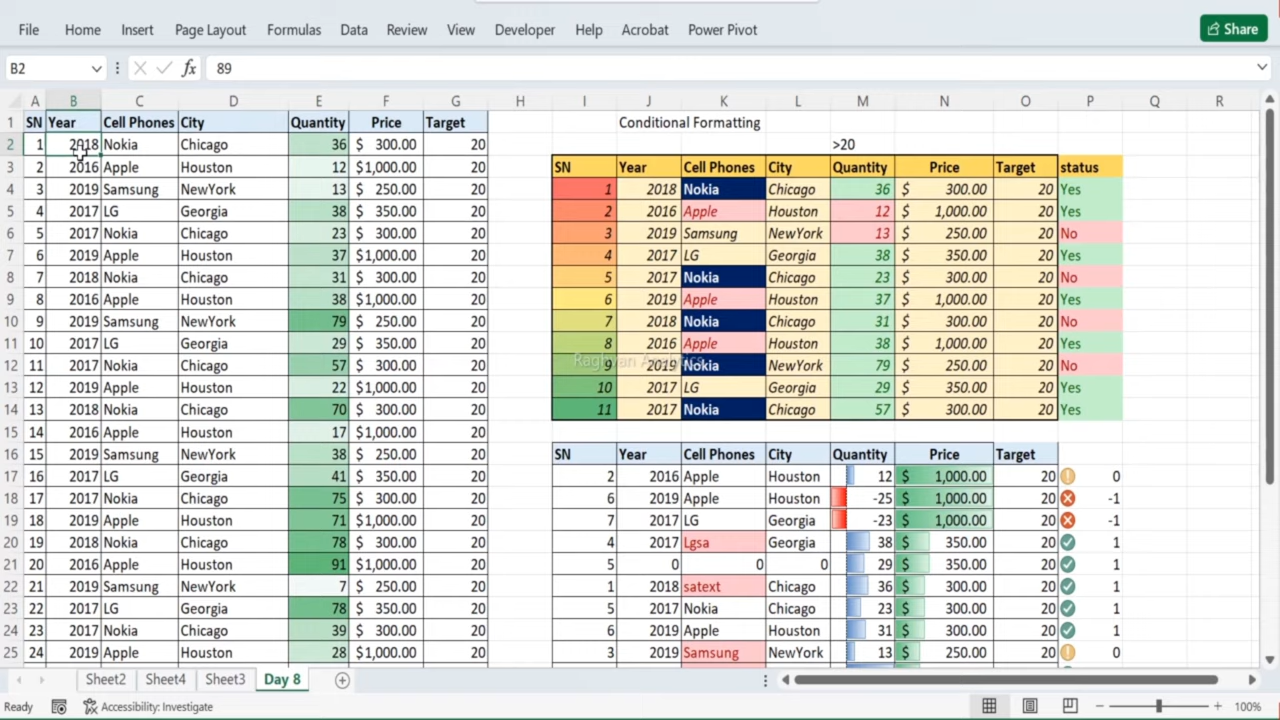 File Home Insert Page Layout Formulas Data Review View Developer Help Acrobat Power Pivot Share
B2 fx 89
A B C D E F G H I J K L M N O P Q R
1 SN Year Cell Phones City Quantity Price Target Conditional Formatting
2 1 2018 Nokia Chicago 36 $ 300.00 20 >20
3 2 2016 Apple Houston 12 $1,000.00 20 SN Year Cell Phones City Quantity Price Target status
4 3 2019 Samsung NewYork 13 $ 250.00 20 1 2018 Nokia Chicago 36 $ 300.00 20 Yes
5 4 2017 LG Georgia 38 $ 350.00 20 2 2016 Apple Houston 12 $ 1,000.00 20 Yes
6 5 2017 Nokia Chicago 23 $ 300.00 20 3 2019 Samsung NewYork 13 $ 250.00 20 No
7 6 2019 Apple Houston 37 $1,000.00 20 4 2017 LG Georgia 38 $ 350.00 20 Yes
8 7 2018 Nokia Chicago 31 $ 300.00 20 5 2017 Nokia Chicago 23 $ 300.00 20 No
9 8 2016 Apple Houston 38 $1,000.00 20 6 2019 Apple Houston 37 $ 1,000.00 20 Yes
10 9 2019 Samsung NewYork 79 $ 250.00 20 7 2018 Nokia Chicago 31 $ 300.00 20 No
11 10 2017 LG Georgia 29 $ 350.00 20 8 2016 Apple Houston 38 $ 1,000.00 20 Yes
12 11 2017 Nokia Chicago 57 $ 300.00 20 9 2019 Nokia NewYork 79 $ 250.00 20 No
13 12 2019 Apple Houston 22 $1,000.00 20 10 2017 LG Georgia 29 $ 350.00 20 Yes
14 13 2018 Nokia Chicago 70 $ 300.00 20 11 2017 Nokia Chicago 57 $ 300.00 20 Yes
15 14 2016 Apple Houston 17 $1,000.00 20
16 15 2019 Samsung NewYork 38 $ 250.00 20 SN Year Cell Phones City Quantity Price Target
17 16 2017 LG Georgia 41 $ 350.00 20 2 2016 Apple Houston 12 $ 1,000.00 20 0
18 17 2017 Nokia Chicago 75 $ 300.00 20 6 2019 Apple Houston -25 $ 1,000.00 20 -1
19 18 2019 Apple Houston 71 $1,000.00 20 7 2017 LG Georgia -23 $ 1,000.00 20 -1
20 19 2018 Nokia Chicago 78 $ 300.00 20 4 2017 Lgsa Georgia 38 $ 350.00 20 1
21 20 2016 Apple Houston 91 $1,000.00 20 5 0 0 0 29 $ 350.00 20 1
22 21 2019 Samsung NewYork 7 $ 250.00 20 1 2018 satext Chicago 36 $ 300.00 20 1
23 22 2017 LG Georgia 78 $ 350.00 20 5 2017 Nokia Chicago 23 $ 300.00 20 1
24 23 2017 Nokia Chicago 39 $ 300.00 20 6 2019 Apple Houston 31 $ 300.00 20 1
25 24 2019 Apple Houston 28 $1,000.00 20 3 2019 Samsung NewYork 13 $ 250.00 20 0
Sheet2 Sheet4 Sheet3 Day 8
Ready Accessibility: Investigate 100%